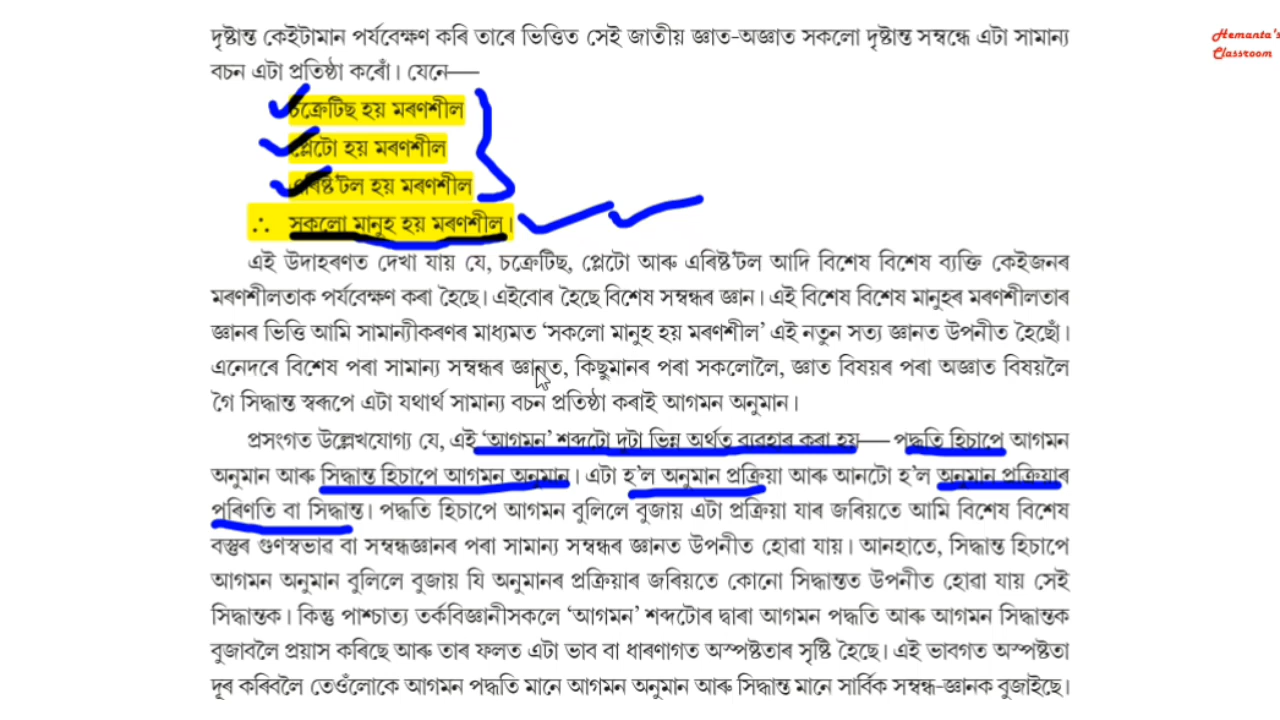 দৃষ্টান্ত কেইটামান পৰ্যবেক্ষণ কৰি তাৰে ভিত্তিত সেই জাতীয় জ্ঞাত-অজ্ঞাত সকলো দৃষ্টান্ত সম্বন্ধে এটা সামান্য
বচন এটা প্ৰতিষ্ঠা কৰোঁ। যেনে—
Hemanta's
Classroom
চক্ৰেটিছ হয় মৰণশীল
প্লেটো হয় মৰণশীল
এৰিষ্ট'টল হয় মৰণশীল
∴ সকলো মানুহ হয় মৰণশীল।
এই উদাহৰণত দেখা যায় যে, চক্ৰেটিছ, প্লেটো আৰু এৰিষ্ট'টল আদি বিশেষ বিশেষ ব্যক্তি কেইজনৰ
মৰণশীলতাক পৰ্যবেক্ষণ কৰা হৈছে। এইবোৰ হৈছে বিশেষ সম্বন্ধৰ জ্ঞান। এই বিশেষ বিশেষ মানুহৰ মৰণশীলতাৰ
জ্ঞানৰ ভিত্তি আমি সামান্যীকৰণৰ মাধ্যমত ‘সকলো মানুহ হয় মৰণশীল’ এই নতুন সত্য জ্ঞানত উপনীত হৈছোঁ।
এনেদৰে বিশেষ পৰা সামান্য সম্বন্ধৰ জ্ঞানত, কিছুমানৰ পৰা সকলোলৈ, জ্ঞাত বিষয়ৰ পৰা অজ্ঞাত বিষয়লৈ
গৈ সিদ্ধান্ত স্বৰূপে এটা যথাৰ্থ সামান্য বচন প্ৰতিষ্ঠা কৰাই আগমন অনুমান।
প্ৰসংগত উল্লেখযোগ্য যে, এই ‘আগমন’ শব্দটো দুটা ভিন্ন অৰ্থত ব্যৱহাৰ কৰা হয়— পদ্ধতি হিচাপে আগমন
অনুমান আৰু সিদ্ধান্ত হিচাপে আগমন অনুমান। এটা হ'ল অনুমান প্ৰক্ৰিয়া আৰু আনটো হ'ল অনুমান প্ৰক্ৰিয়াৰ
পৰিণতি বা সিদ্ধান্ত। পদ্ধতি হিচাপে আগমন বুলিলে বুজায় এটা প্ৰক্ৰিয়া যাৰ জৰিয়তে আমি বিশেষ বিশেষ
বস্তুৰ গুণস্বভাৱ বা সম্বন্ধজ্ঞানৰ পৰা সামান্য সম্বন্ধৰ জ্ঞানত উপনীত হোৱা যায়। আনহাতে, সিদ্ধান্ত হিচাপে
আগমন অনুমান বুলিলে বুজায় যি অনুমানৰ প্ৰক্ৰিয়াৰ জৰিয়তে কোনো সিদ্ধান্তত উপনীত হোৱা যায় সেই
সিদ্ধান্তক। কিন্তু পাশ্চাত্য তৰ্কবিজ্ঞানীসকলে ‘আগমন’ শব্দটোৰ দ্বাৰা আগমন পদ্ধতি আৰু আগমন সিদ্ধান্তক
বুজাবলৈ প্ৰয়াস কৰিছে আৰু তাৰ ফলত এটা ভাব বা ধাৰণাগত অস্পষ্টতাৰ সৃষ্টি হৈছে। এই ভাবগত অস্পষ্টতা
দূৰ কৰিবলৈ তেওঁলোকে আগমন পদ্ধতি মানে আগমন অনুমান আৰু সিদ্ধান্ত মানে সাৰ্বিক সম্বন্ধ-জ্ঞানক বুজাইছে।